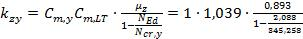 k_zy = C_m,y C_m,LT · μ_z / (1 − N_Ed / N_cr,y) = 1 · 1,039 · 0,893 / (1 − 2,088 / 345,258)